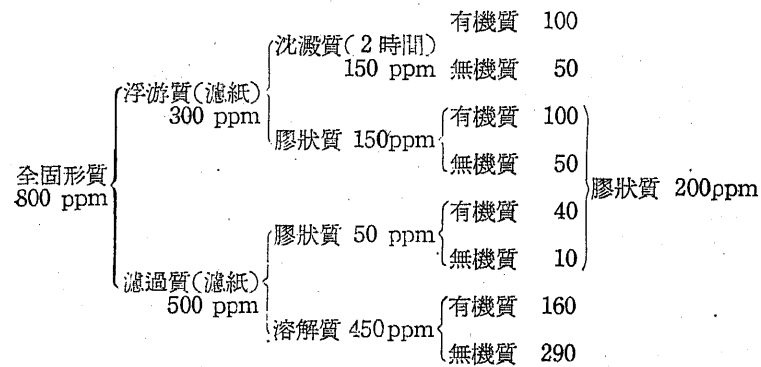 有機質 100
沈澱質(2時間)
150 ppm 無機質 50
浮游質(濾紙)
300 ppm
有機質 100
膠狀質 150ppm
無機質 50
全固形質
800 ppm
膠狀質 200ppm
有機質 40
膠狀質 50 ppm
無機質 10
濾過質(濾紙)
500 ppm
有機質 160
溶解質 450ppm
無機質 290